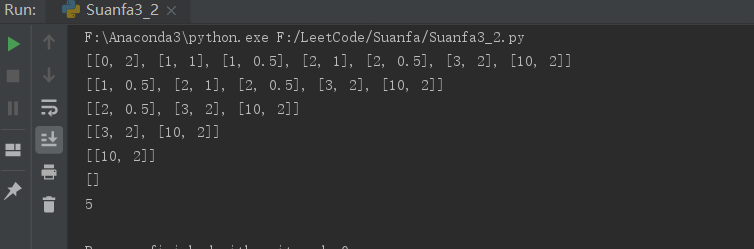 Run: Suanfa3_2
F:\Anaconda3\python.exe F:/LeetCode/Suanfa/Suanfa3_2.py
[[0, 2], [1, 1], [1, 0.5], [2, 1], [2, 0.5], [3, 2], [10, 2]]
[[1, 0.5], [2, 1], [2, 0.5], [3, 2], [10, 2]]
[[2, 0.5], [3, 2], [10, 2]]
[[3, 2], [10, 2]]
[[10, 2]]
[]
5